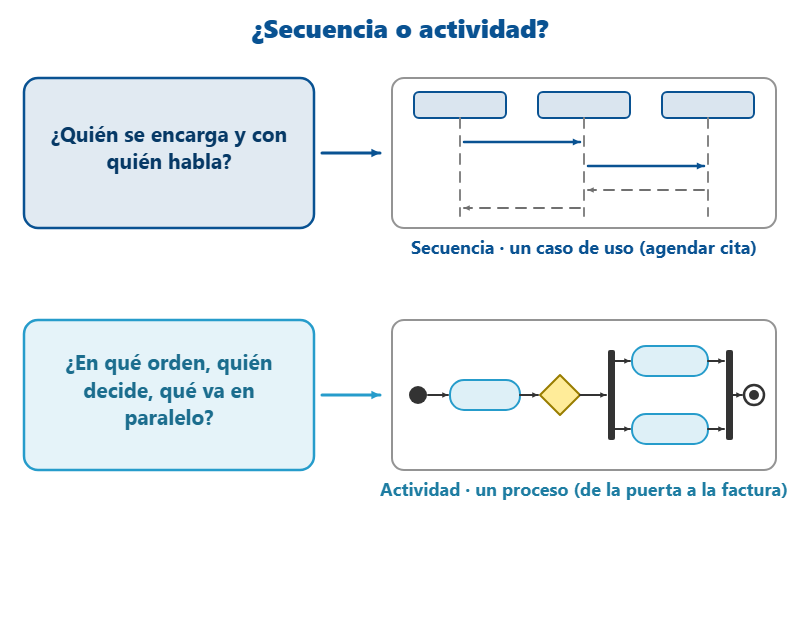 ¿Secuencia o actividad?
¿Quién se encarga y con
quién habla?
Secuencia · un caso de uso (agendar cita)
¿En qué orden, quién
decide, qué va en
paralelo?
Actividad · un proceso (de la puerta a la factura)